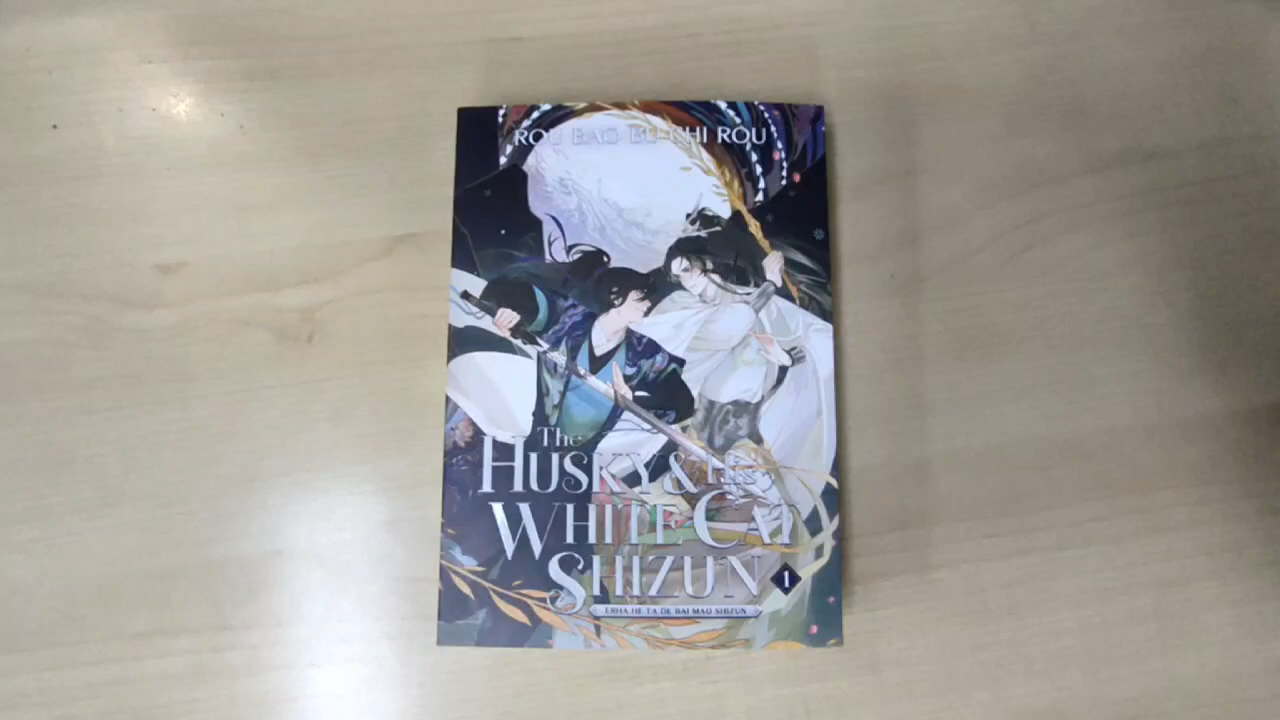 ROU BAO BU CHI ROU
The
HUSKY & HIS
WHITE CAT
SHIZUN
1
ERHA HE TA DE BAI MAO SHIZUN